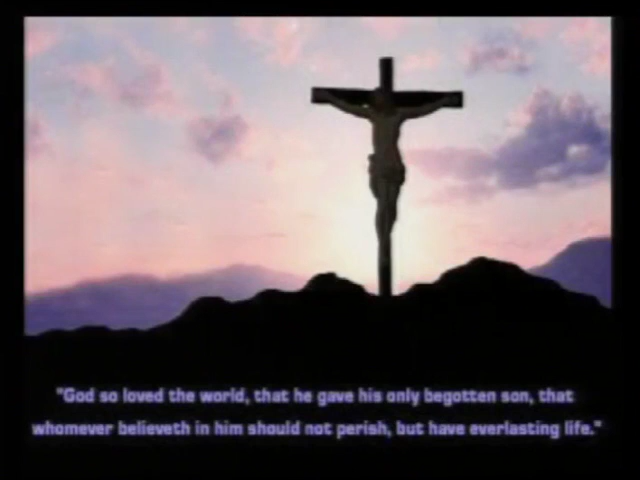 "God so loved the world, that he gave his only begotten son, that
whomever believeth in him should not perish, but have everlasting life."